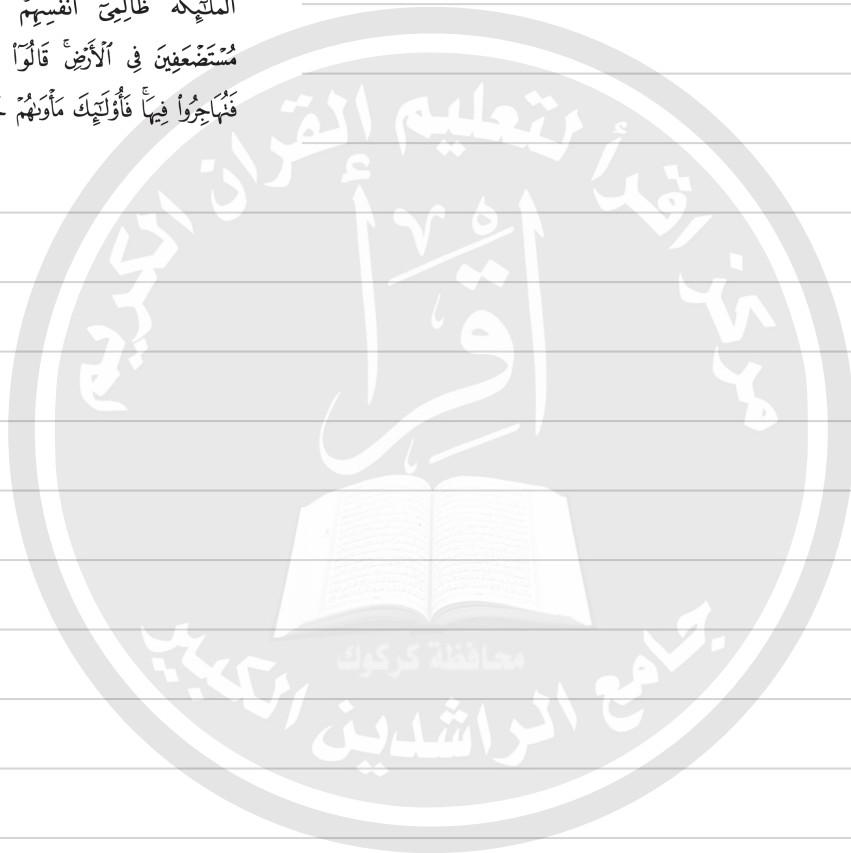 ٱلۡمَلَٰٓئِكَةُ ظَالِمِيٓ أَنفُسِهِمۡ
مُسۡتَضۡعَفِينَ فِي ٱلۡأَرۡضِۚ قَالُوٓاْ
فَتُهَاجِرُواْ فِيهَاۚ فَأُوْلَٰٓئِكَ مَأۡوَىٰهُمۡ
مركز اقرأ لتعليم القران الكريم
اقرأ
محافظة كركوك
جامع الراشدين الكبير